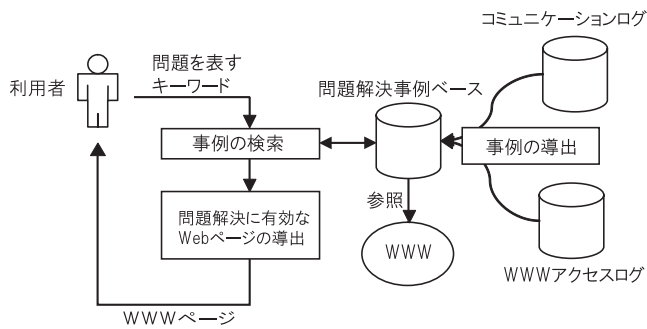 コミュニケーションログ
利用者
問題を表す
キーワード
問題解決事例ベース
事例の検索
事例の導出
参照
問題解決に有効な
Webページの導出
WWW
WWWアクセスログ
WWWページ